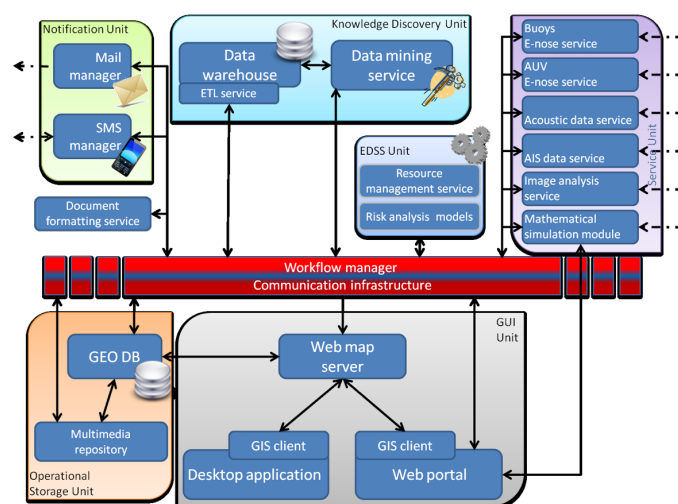 Notification Unit
Mail
manager
SMS
manager
Document
formatting service
Knowledge Discovery Unit
Data
warehouse
ETL service
Data mining
service
EDSS Unit
Resource
management service
Risk analysis models
Buoys
E-nose service
AUV
E-nose service
Acoustic data service
AIS data service
Image analysis
service
Mathematical
simulation module
Service Unit
Workflow manager
Communication infrastructure
GEO DB
Multimedia
repository
Operational
Storage Unit
GUI
Unit
Web map
server
GIS client
Desktop application
GIS client
Web portal